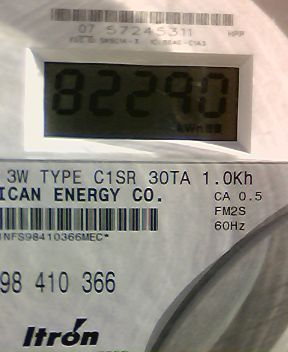 07 57245311 HPP
82290
kWh
3W TYPE C1SR 30TA 1.0Kh
ICAN ENERGY CO. CA 0.5
FM2S
INFS98410366MEC* 60Hz
98 410 366
Itron